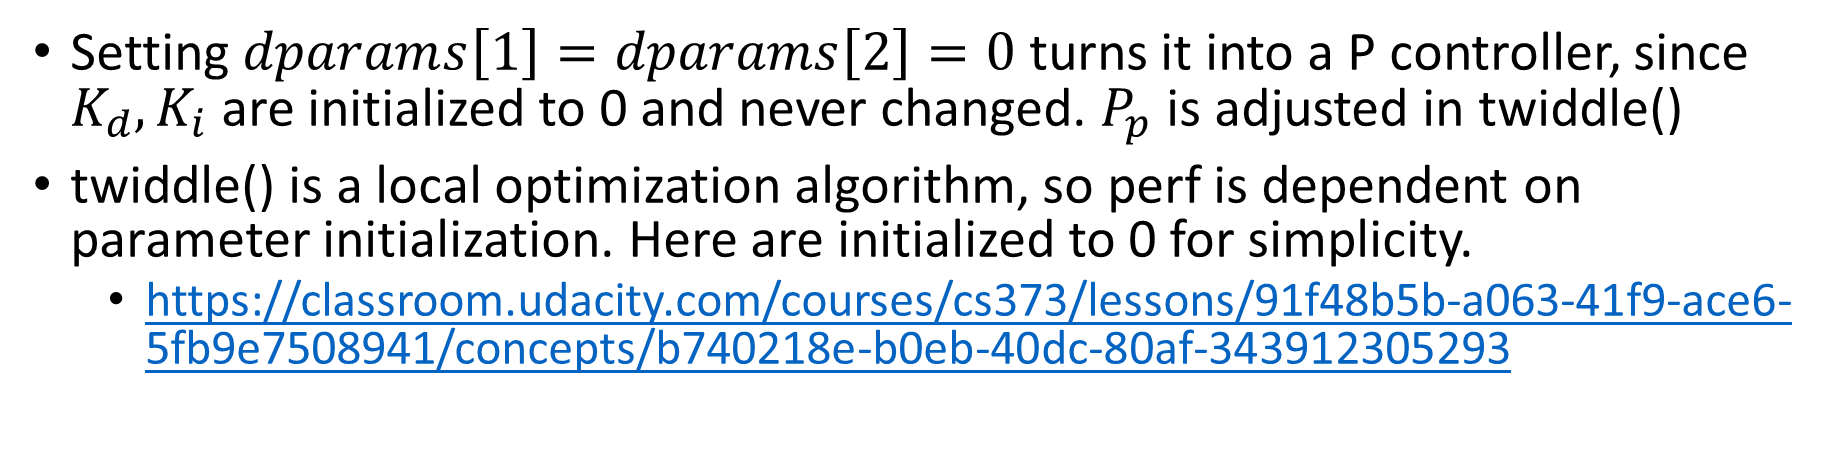 • Setting dparams[1] = dparams[2] = 0 turns it into a P controller, since
K_d, K_i are initialized to 0 and never changed. P_p is adjusted in twiddle()
• twiddle() is a local optimization algorithm, so perf is dependent on
parameter initialization. Here are initialized to 0 for simplicity.
• https://classroom.udacity.com/courses/cs373/lessons/91f48b5b-a063-41f9-ace6-
5fb9e7508941/concepts/b740218e-b0eb-40dc-80af-343912305293